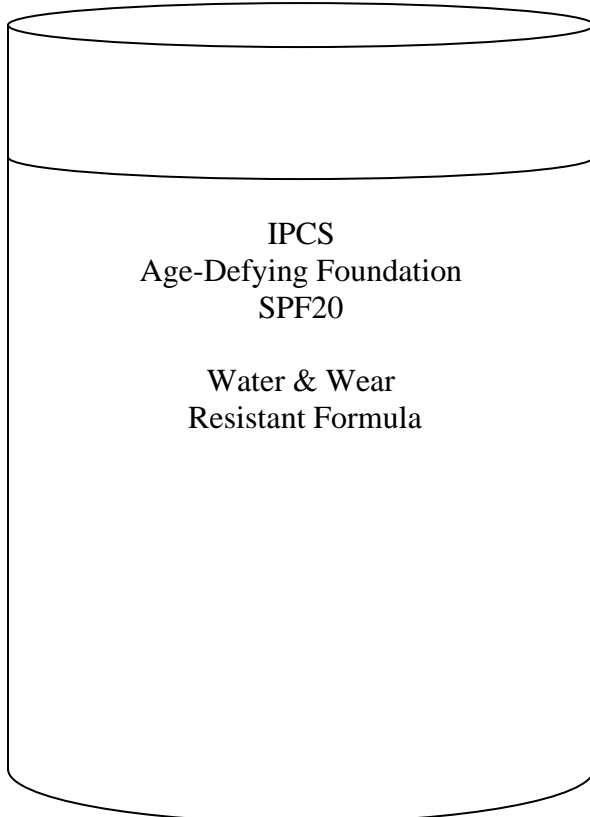 IPCS
Age-Defying Foundation
SPF20
Water & Wear
Resistant Formula